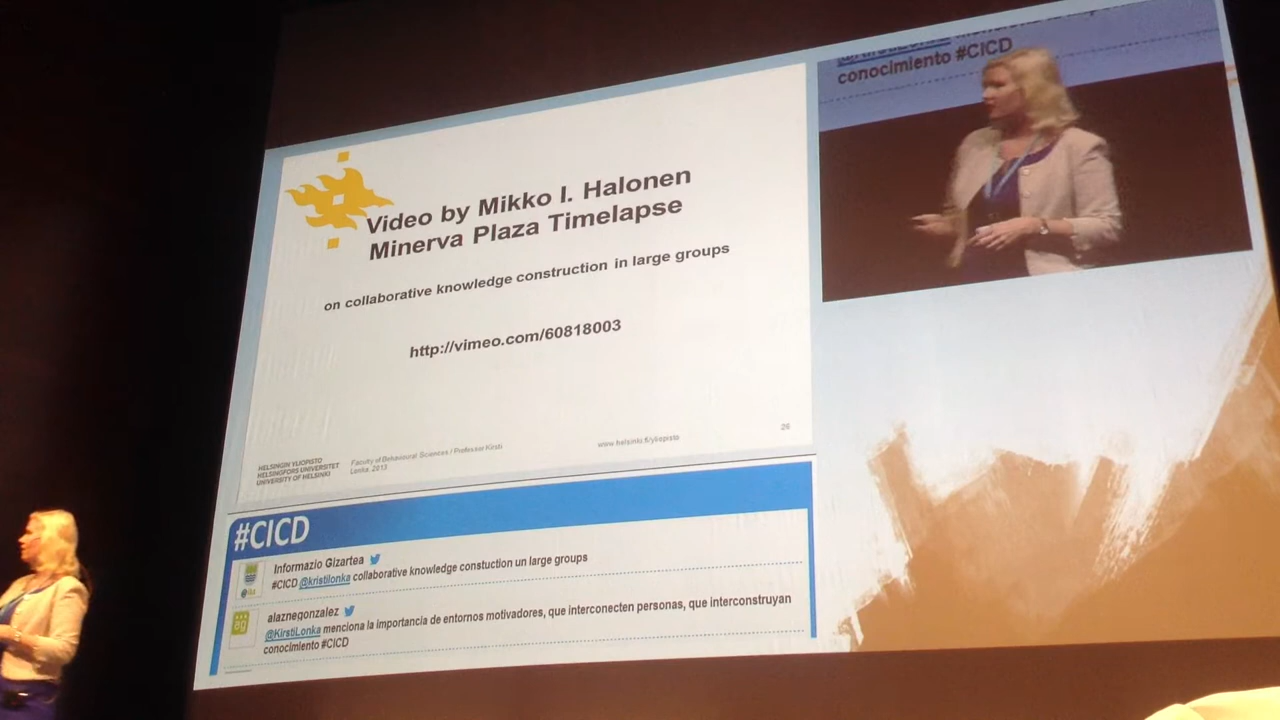 Video by Mikko I. Halonen
Minerva Plaza Timelapse
on collaborative knowledge construction in large groups
http://vimeo.com/60818003
26
HELSINGIN YLIOPISTO
HELSINGFORS UNIVERSITET
UNIVERSITY OF HELSINKI
Faculty of Behavioural Sciences / Professor Kirsti
Lonka 2013
www.helsinki.fi/yliopisto
conocimiento #CICD
#CICD
Informazio Gizartea
#CICD @kristilonka collaborative knowledge constuction un large groups
alaznegonzalez
@KirstiLonka menciona la importancia de entornos motivadores, que interconecten personas, que interconstruyan
conocimiento #CICD